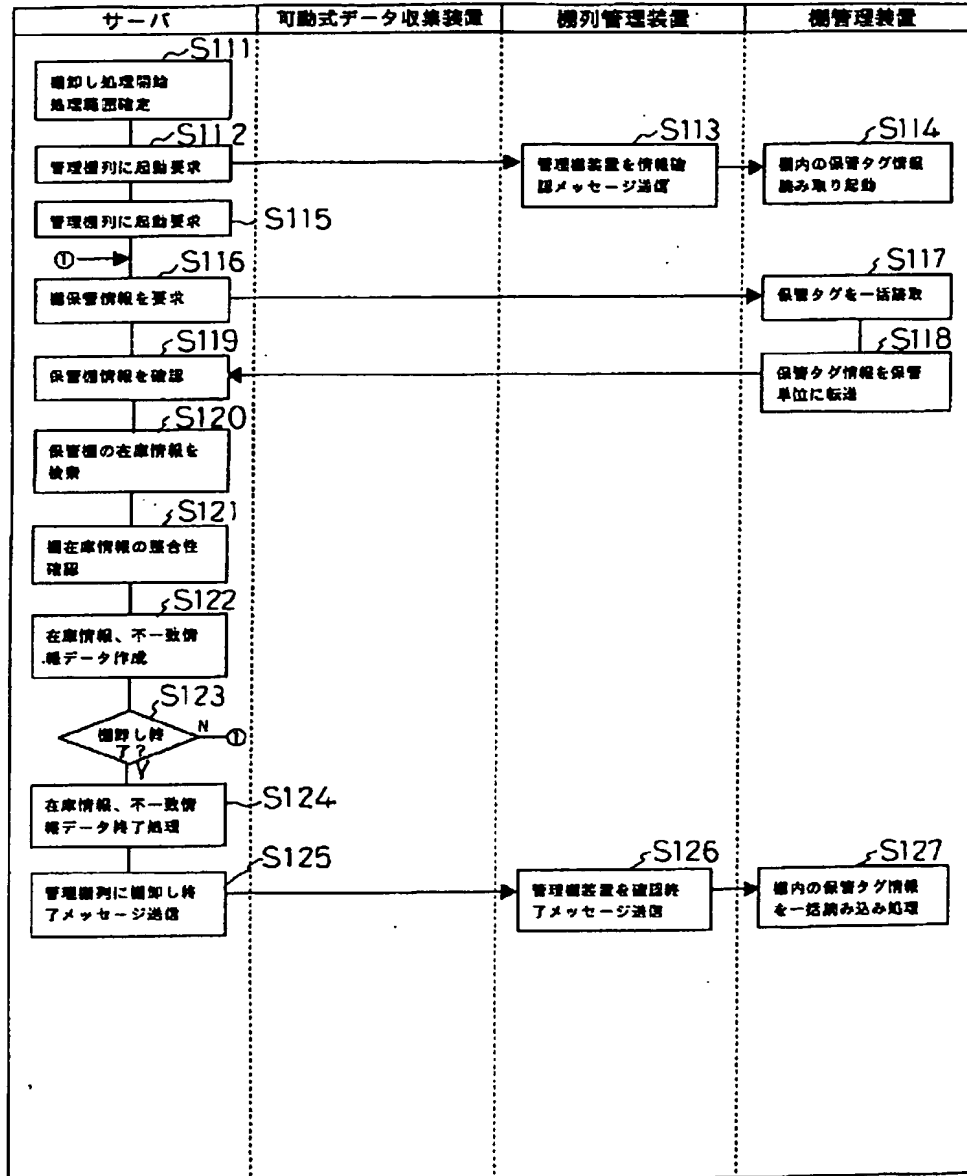 サーバ
可動式データ収集装置
棚列管理装置
棚管理装置
S111
棚卸し処理開始
処理範囲確定
S112
管理棚列に起動要求
S113
管理棚装置を情報確
認メッセージ送信
S114
棚内の保管タグ情報
読み取り起動
管理棚列に起動要求
S115
①
S116
棚保管情報を要求
S117
保管タグを一括読取
S119
保管棚情報を確認
S118
保管タグ情報を保管
単位に転送
S120
保管棚の在庫情報を
検索
S121
棚在庫情報の整合性
確認
S122
在庫情報、不一致情
報データ作成
S123
棚卸し終
了?
N
①
Y
S124
在庫情報、不一致情
報データ終了処理
S125
管理棚列に棚卸し終
了メッセージ送信
S126
管理棚装置を確認終
了メッセージ送信
S127
棚内の保管タグ情報
を一括読み込み処理